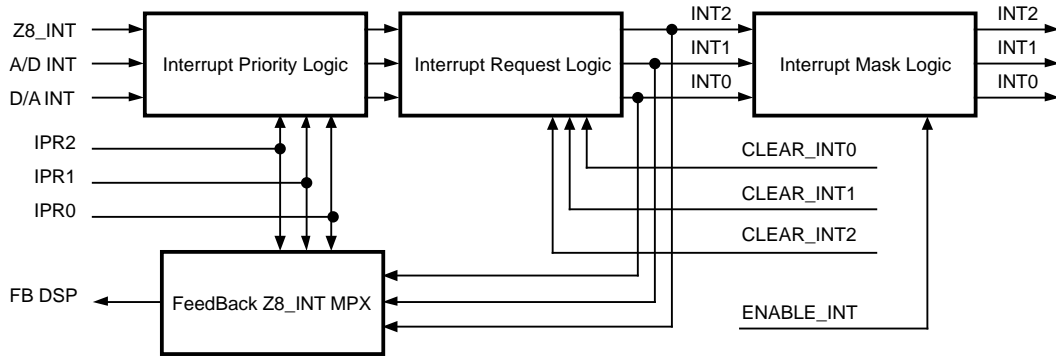 Z8_INT
A/D INT
D/A INT
Interrupt Priority Logic
Interrupt Request Logic
INT2
INT1
INT0
Interrupt Mask Logic
INT2
INT1
INT0
IPR2
IPR1
IPR0
CLEAR_INT0
CLEAR_INT1
CLEAR_INT2
FB DSP
FeedBack Z8_INT MPX
ENABLE_INT